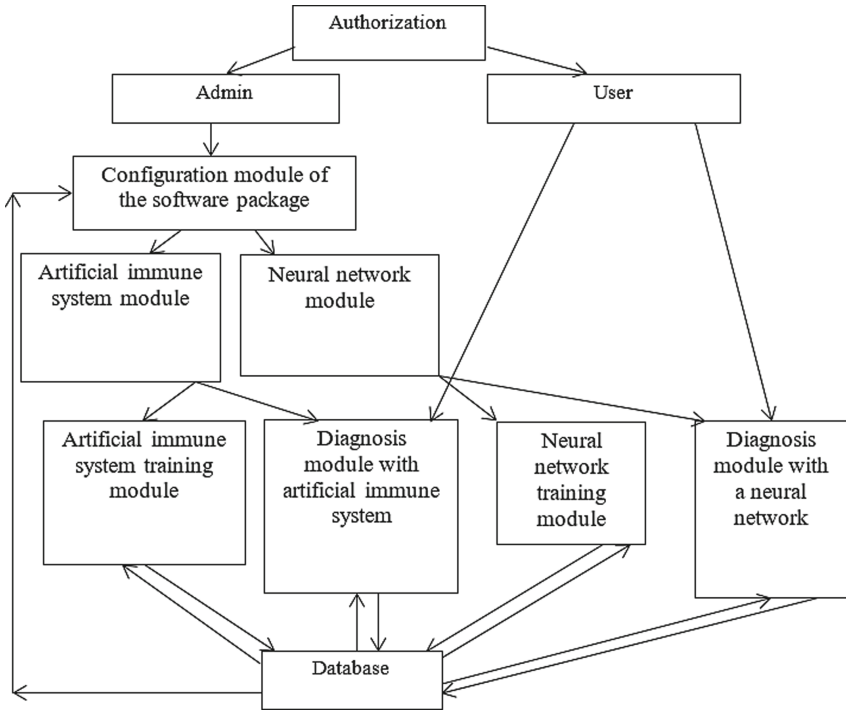 Authorization
Admin
User
Configuration module of
the software package
Artificial immune
system module
Neural network
module
Artificial immune
system training
module
Diagnosis
module with
artificial immune
system
Neural
network
training
module
Diagnosis
module with
a neural
network
Database